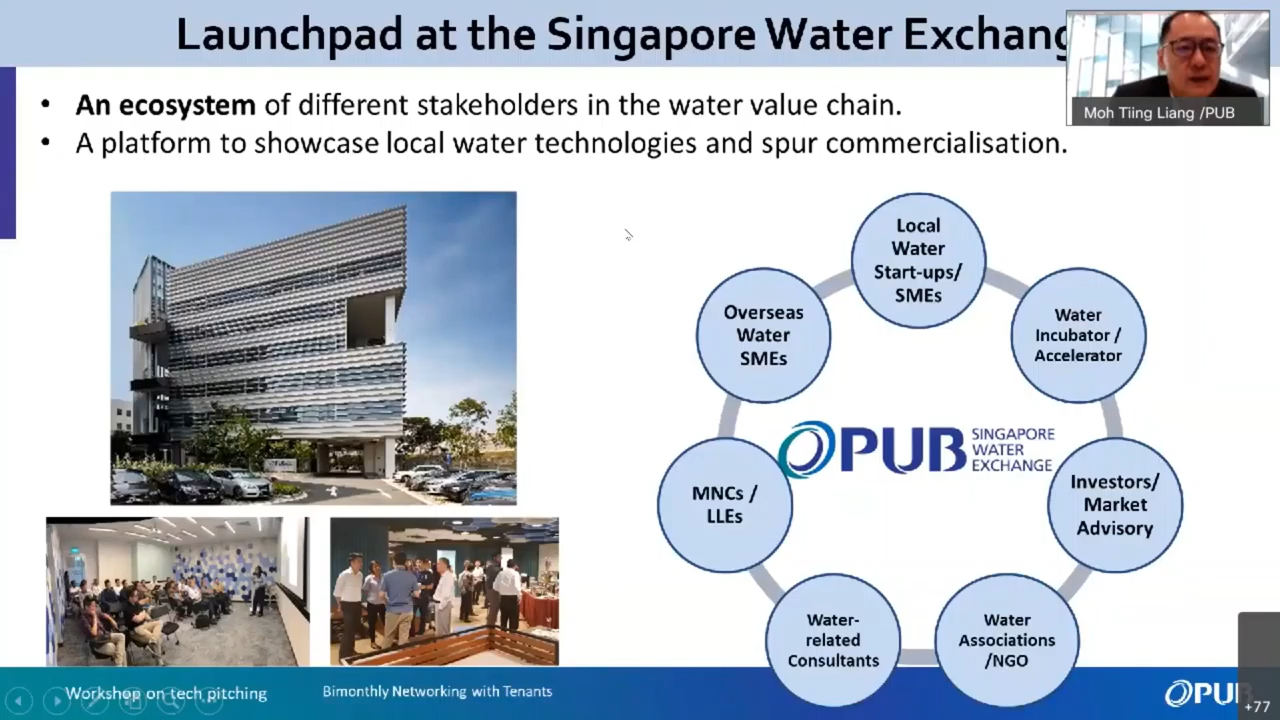 Launchpad at the Singapore Water Exchang
Moh Tiing Liang /PUB
• An ecosystem of different stakeholders in the water value chain.
• A platform to showcase local water technologies and spur commercialisation.
Local
Water
Start-ups/
SMEs
Overseas
Water
SMEs
Water
Incubator /
Accelerator
PUB SINGAPORE
WATER
EXCHANGE
MNCs /
LLEs
Investors/
Market
Advisory
Water-
related
Consultants
Water
Associations
/NGO
Workshop on tech pitching
Bimonthly Networking with Tenants
PUB
+77